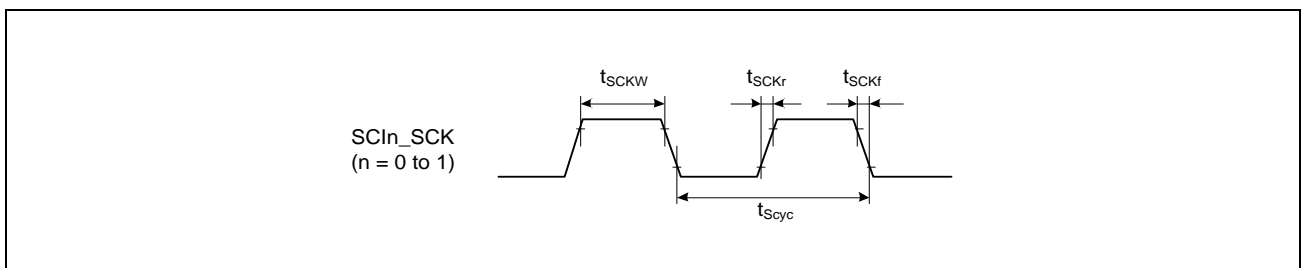 tSCKW
tSCKr
tSCKf
SCIn_SCK
(n = 0 to 1)
tScyc